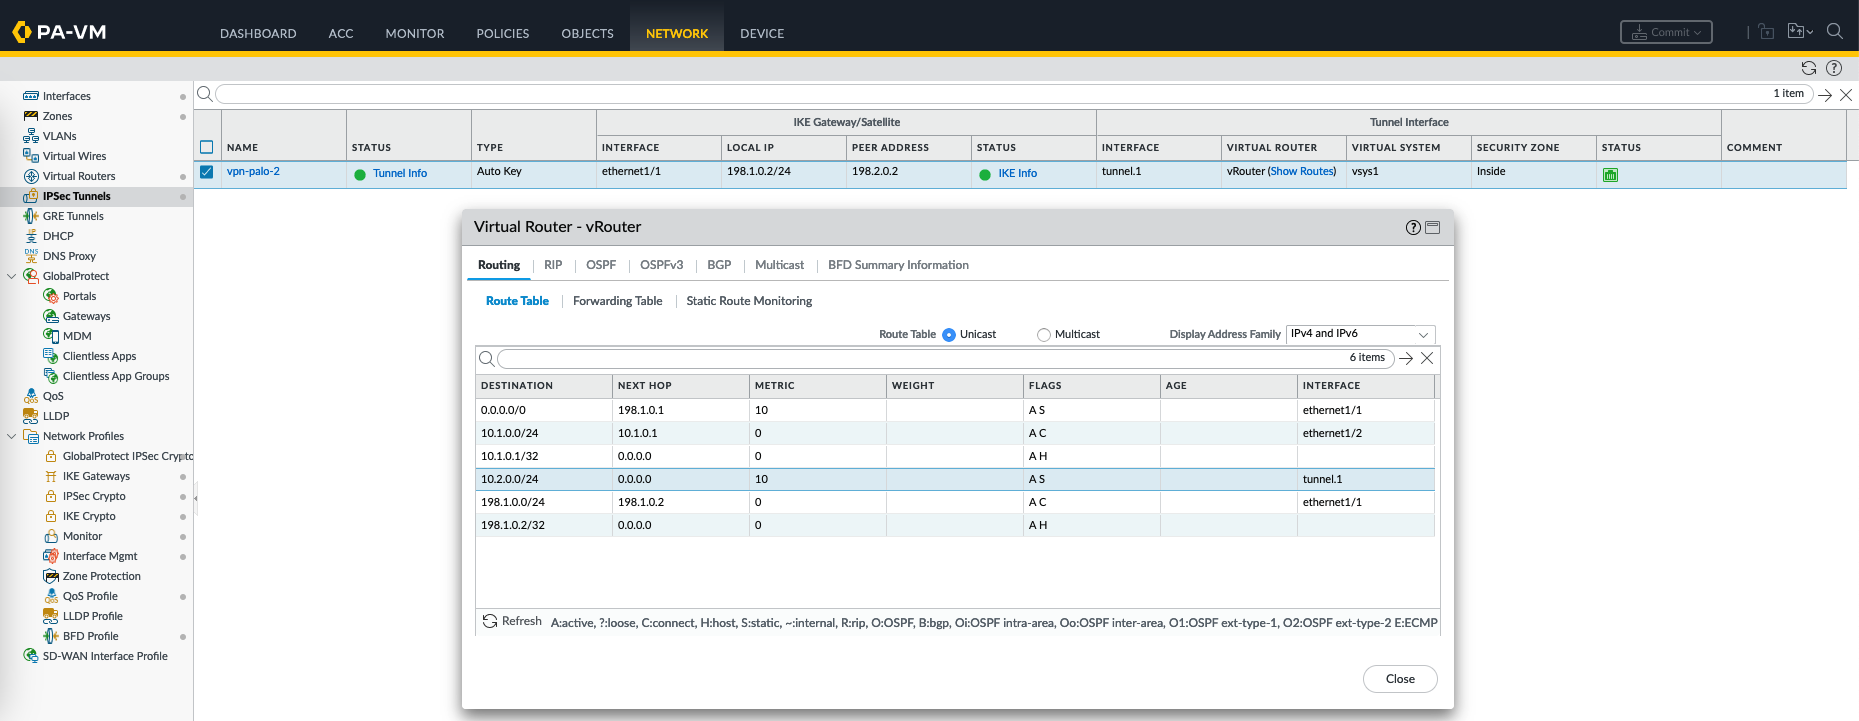 PA-VM
DASHBOARD ACC MONITOR POLICIES OBJECTS NETWORK DEVICE
Commit
Interfaces
Zones
VLANs
Virtual Wires
Virtual Routers
IPSec Tunnels
GRE Tunnels
DHCP
DNS Proxy
GlobalProtect
Portals
Gateways
MDM
Clientless Apps
Clientless App Groups
QoS
LLDP
Network Profiles
GlobalProtect IPSec Crypto
IKE Gateways
IPSec Crypto
IKE Crypto
Monitor
Interface Mgmt
Zone Protection
QoS Profile
LLDP Profile
BFD Profile
SD-WAN Interface Profile
1 item
IKE Gateway/Satellite Tunnel Interface
NAME STATUS TYPE INTERFACE LOCAL IP PEER ADDRESS STATUS INTERFACE VIRTUAL ROUTER VIRTUAL SYSTEM SECURITY ZONE STATUS COMMENT
vpn-palo-2 Tunnel Info Auto Key ethernet1/1 198.1.0.2/24 198.2.0.2 IKE Info tunnel.1 vRouter (Show Routes) vsys1 Inside
Virtual Router - vRouter
Routing RIP OSPF OSPFv3 BGP Multicast BFD Summary Information
Route Table Forwarding Table Static Route Monitoring
Route Table Unicast Multicast Display Address Family IPv4 and IPv6
6 items
DESTINATION NEXT HOP METRIC WEIGHT FLAGS AGE INTERFACE
0.0.0.0/0 198.1.0.1 10 A S ethernet1/1
10.1.0.0/24 10.1.0.1 0 A C ethernet1/2
10.1.0.1/32 0.0.0.0 0 A H
10.2.0.0/24 0.0.0.0 10 A S tunnel.1
198.1.0.0/24 198.1.0.2 0 A C ethernet1/1
198.1.0.2/32 0.0.0.0 0 A H
Refresh A:active, ?:loose, C:connect, H:host, S:static, ~:internal, R:rip, O:OSPF, B:bgp, Oi:OSPF intra-area, Oo:OSPF inter-area, O1:OSPF ext-type-1, O2:OSPF ext-type-2 E:ECMP
Close